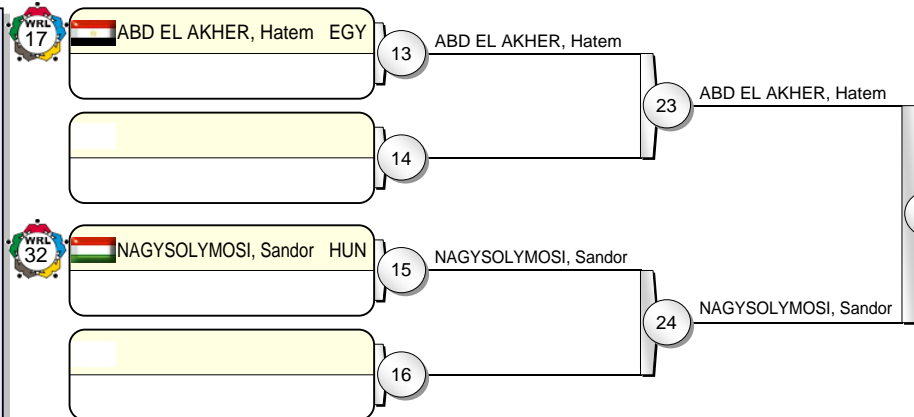 WRL
17
ABD EL AKHER, Hatem EGY
13
ABD EL AKHER, Hatem
23
ABD EL AKHER, Hatem
14
WRL
32
NAGYSOLYMOSI, Sandor HUN
15
NAGYSOLYMOSI, Sandor
24
NAGYSOLYMOSI, Sandor
16